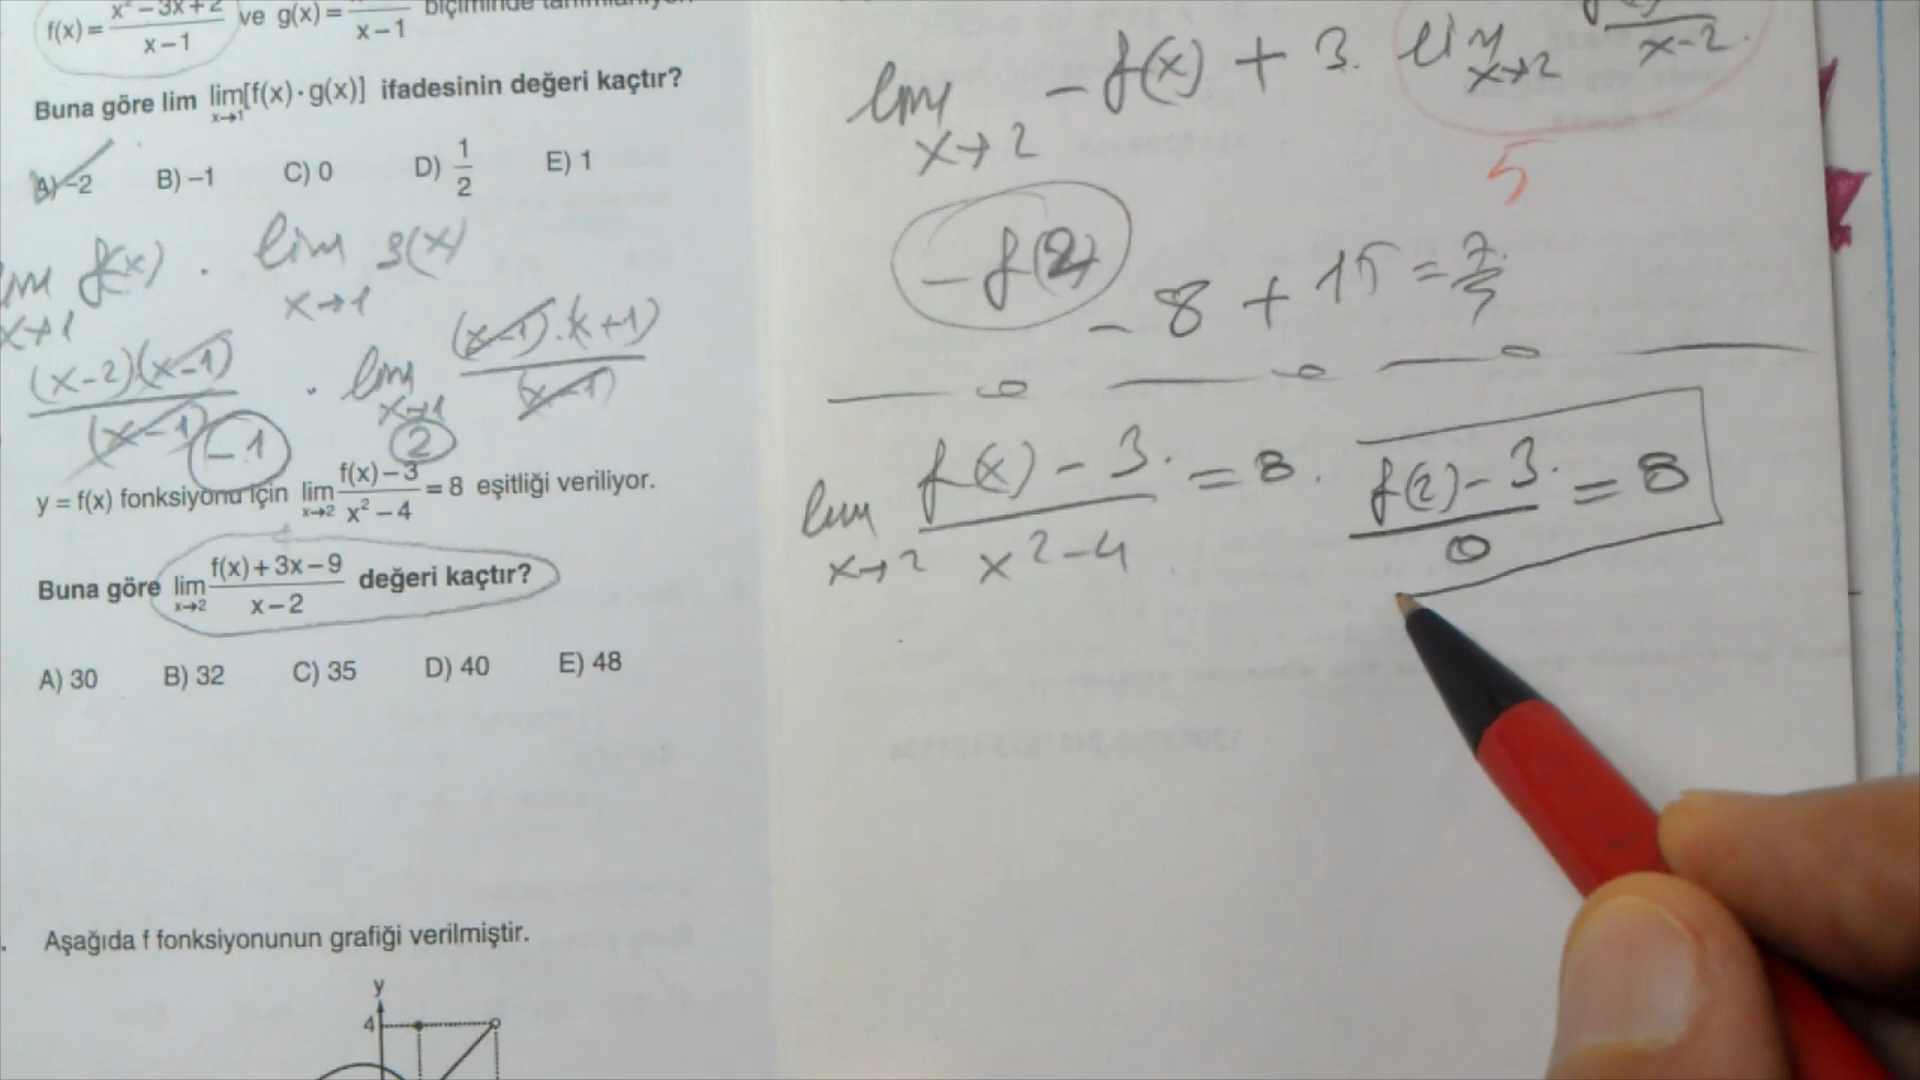 f(x) = x² − 3x + 2 / x − 1 ve g(x) = / x − 1 biçiminde
Buna göre lim lim[f(x) · g(x)] ifadesinin değeri kaçtır?
x→1
A) −2 B) −1 C) 0 D) 1/2 E) 1
f(x) . lim g(x)
x→1 x→1
(x−2)(x−1) / (x−1) . lim (x−1).(x+1) / (x−1)
x→1
−1 2
y = f(x) fonksiyonu için lim f(x) − 3 / x² − 4 = 8 eşitliği veriliyor.
x→2
Buna göre lim f(x) + 3x − 9 / x − 2 değeri kaçtır?
x→2
A) 30 B) 32 C) 35 D) 40 E) 48
Aşağıda f fonksiyonunun grafiği verilmiştir.
y
4
lim − f(x) + 3. lim / x−2
x→2 x→2
5
−f(2)
− 8 + 15 = 7
lim f(x) − 3 / x² − 4 = 8. f(2) − 3 / 0 = 8
x→2